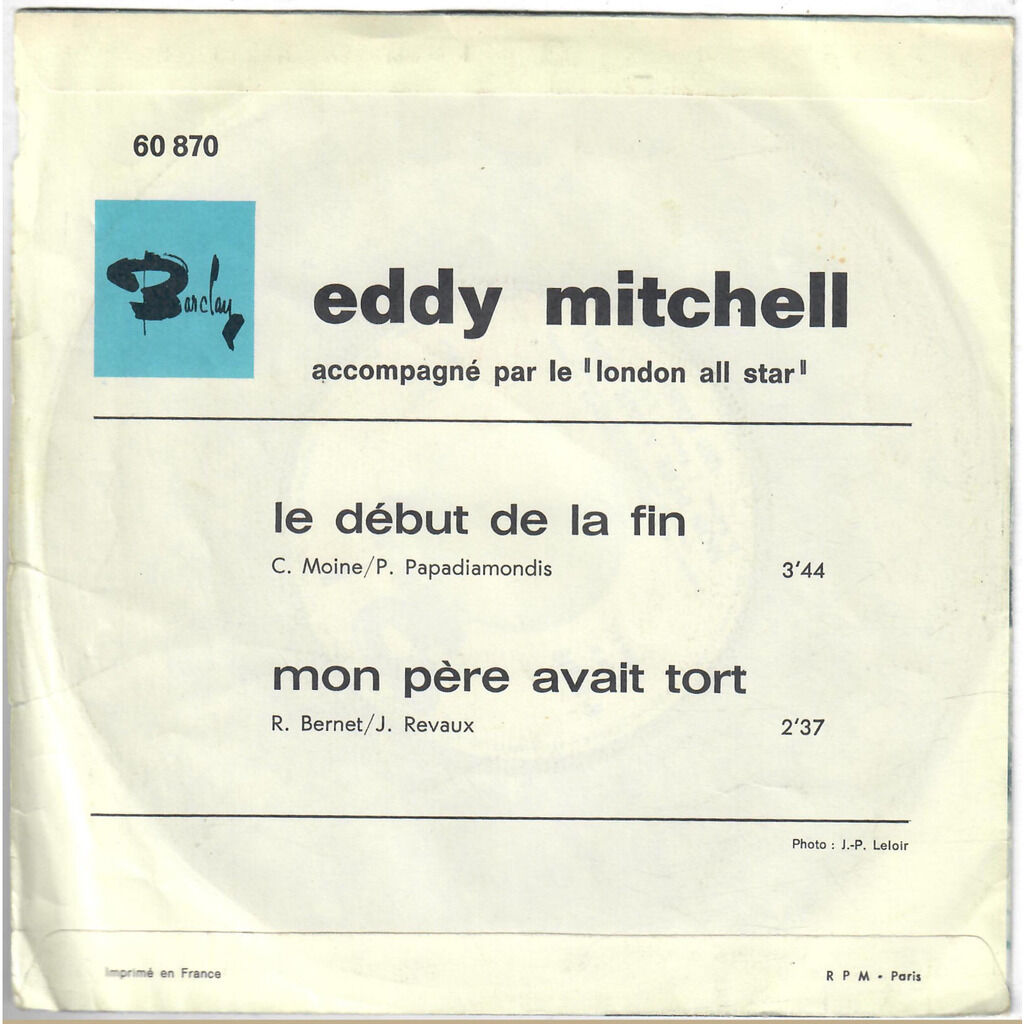 60 870
Barclay
eddy mitchell
accompagné par le "london all star"
le début de la fin
C. Moine/P. Papadiamondis 3'44
mon père avait tort
R. Bernet/J. Revaux 2'37
Photo : J.-P. Leloir
Imprimé en France
R P M - Paris